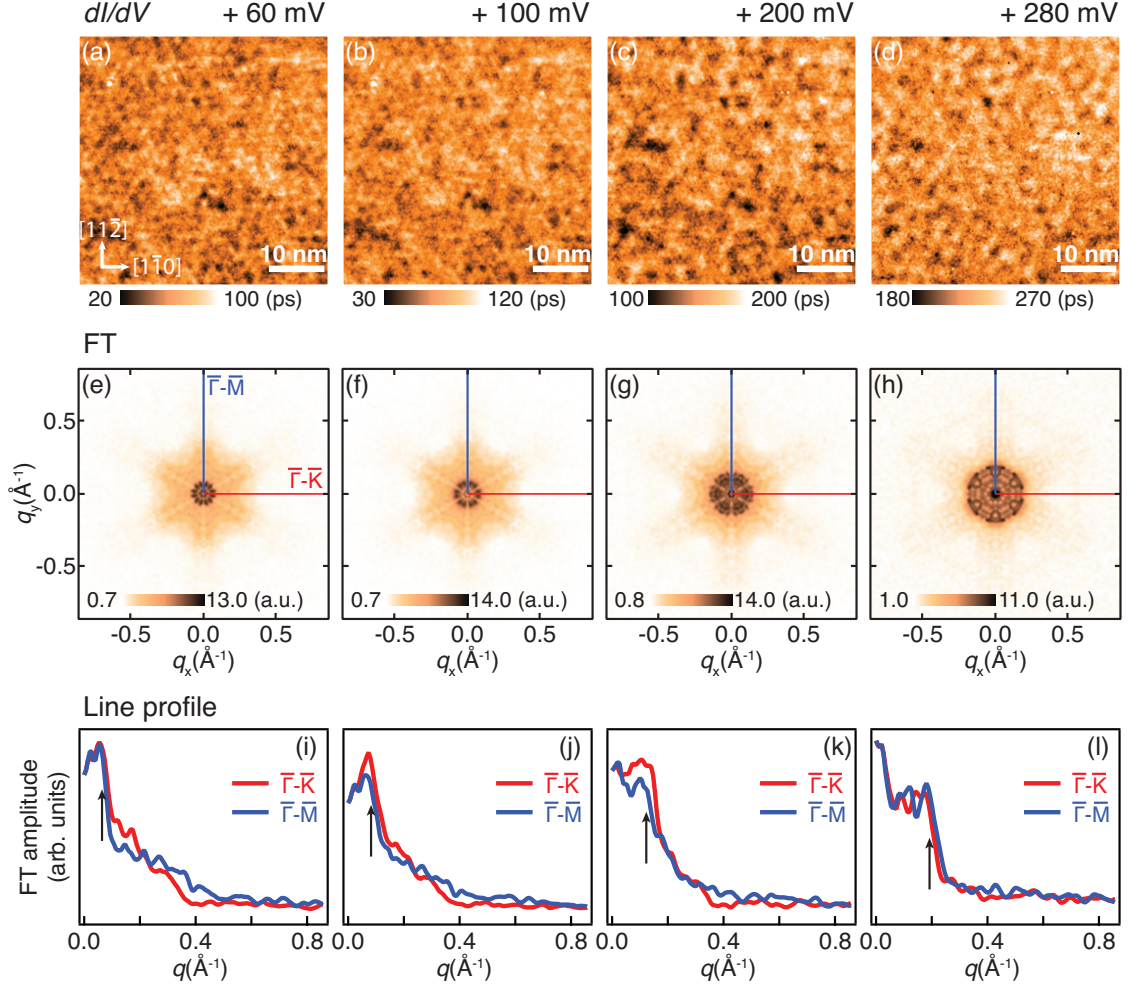 dI/dV + 60 mV + 100 mV + 200 mV + 280 mV
(a) (b) (c) (d)
[112̅]
[11̅0]
10 nm 10 nm 10 nm 10 nm
20 100 (ps) 30 120 (ps) 100 200 (ps) 180 270 (ps)
FT
(e) Γ̅-M̅ (f) (g) (h)
Γ̅-K̅
q_y(Å⁻¹)
0.5
0.0
-0.5
0.7 13.0 (a.u.) 0.7 14.0 (a.u.) 0.8 14.0 (a.u.) 1.0 11.0 (a.u.)
-0.5 0.0 0.5 -0.5 0.0 0.5 -0.5 0.0 0.5 -0.5 0.0 0.5
q_x(Å⁻¹) q_x(Å⁻¹) q_x(Å⁻¹) q_x(Å⁻¹)
Line profile
(i) (j) (k) (l)
Γ̅-K̅ Γ̅-K̅ Γ̅-K̅ Γ̅-K̅
Γ̅-M̅ Γ̅-M̅ Γ̅-M̅ Γ̅-M̅
FT amplitude
(arb. units)
0.0 0.4 0.8 0.0 0.4 0.8 0.0 0.4 0.8 0.0 0.4 0.8
q(Å⁻¹) q(Å⁻¹) q(Å⁻¹) q(Å⁻¹)